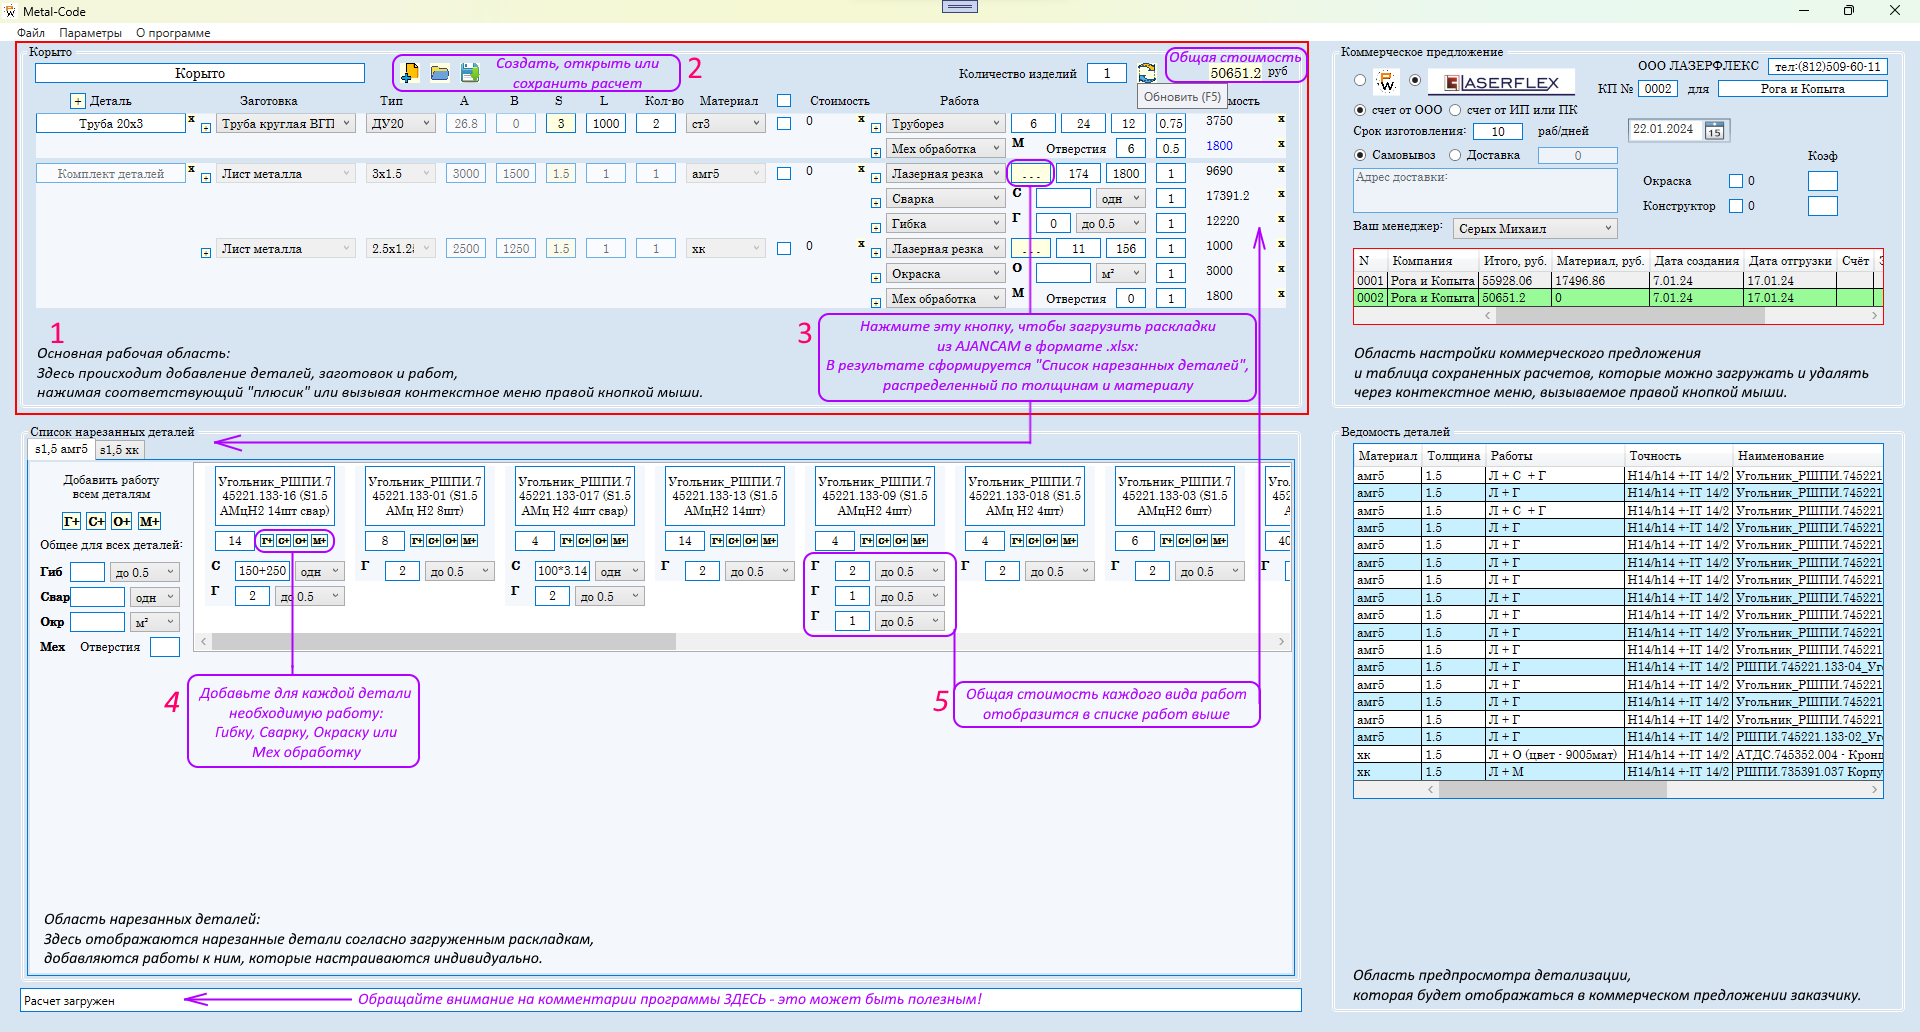 Metal-Code
Файл Параметры О программе
Корыто
Корыто
Создать, открыть или
сохранить расчет
2
Количество изделий 1
Общая стоимость
50651.2 руб
Обновить (F5)
+ Деталь Заготовка Тип A B S L Кол-во Материал Стоимость Работа мость
Труба 20x3 x + Труба круглая ВГП ДУ20 26.8 0 3 1000 2 ст3 0 x + Труборез 6 24 12 0.75 3750 x
+ Мех обработка М Отверстия 6 0.5 1800 x
Комплект деталей x + Лист металла 3x1.5 3000 1500 1.5 1 1 амг5 0 x + Лазерная резка . . . 174 1800 1 9690 x
+ Сварка С одн 1 17391.2 x
+ Гибка Г 0 до 0.5 1 12220 x
+ Лист металла 2.5x1.2 2500 1250 1.5 1 1 хк 0 x + Лазерная резка . . . 11 156 1 1000 x
+ Окраска О м² 1 3000 x
+ Мех обработка М Отверстия 0 1 1800 x
1
Основная рабочая область:
Здесь происходит добавление деталей, заготовок и работ,
нажимая соответствующий "плюсик" или вызывая контекстное меню правой кнопкой мыши.
3
Нажмите эту кнопку, чтобы загрузить раскладки
из AJANCAM в формате .xlsx:
В результате сформируется "Список нарезанных деталей",
распределенный по толщинам и материалу
Коммерческое предложение
PW LASERFLEX
ООО ЛАЗЕРФЛЕКС тел:(812)509-60-11
КП № 0002 для Рога и Копыта
счет от ООО счет от ИП или ПК
Срок изготовления: 10 раб/дней 22.01.2024 15
Самовывоз Доставка 0
Адрес доставки:
Коэф
Окраска 0
Конструктор 0
Ваш менеджер: Серых Михаил
N Компания Итого, руб. Материал, руб. Дата создания Дата отгрузки Счёт
0001 Рога и Копыта 55928.06 17496.86 7.01.24 17.01.24
0002 Рога и Копыта 50651.2 0 7.01.24 17.01.24
Область настройки коммерческого предложения
и таблица сохраненных расчетов, которые можно загружать и удалять
через контекстное меню, вызываемое правой кнопкой мыши.
Список нарезанных деталей
s1,5 амг5 s1,5 хк
Добавить работу
всем деталям
Г+ С+ О+ М+
Общее для всех деталей:
Гиб до 0.5
Свар одн
Окр м²
Мех Отверстия
Угольник_РШПИ.7
45221.133-16 (S1.5
АМцН2 14шт свар)
14 Г+ С+ О+ М+
С 150+250 одн
Г 2 до 0.5
Угольник_РШПИ.7
45221.133-01 (S1.5
АМц Н2 8шт)
8 Г+ С+ О+ М+
Г 2 до 0.5
Угольник_РШПИ.7
45221.133-017 (S1.5
АМц Н2 4шт свар)
4 Г+ С+ О+ М+
С 100*3.14 одн
Г 2 до 0.5
Угольник_РШПИ.7
45221.133-13 (S1.5
АМцН2 14шт)
14 Г+ С+ О+ М+
Г 2 до 0.5
Угольник_РШПИ.7
45221.133-09 (S1.5
АМцН2 4шт)
4 Г+ С+ О+ М+
Г 2 до 0.5
Г 1 до 0.5
Г 1 до 0.5
Угольник_РШПИ.7
45221.133-018 (S1.5
АМц Н2 4шт)
4 Г+ С+ О+ М+
Г 2 до 0.5
Угольник_РШПИ.7
45221.133-03 (S1.5
АМцН2 6шт)
6 Г+ С+ О+ М+
Г 2 до 0.5
Уго
452
А
40
Г
4
Добавьте для каждой детали
необходимую работу:
Гибку, Сварку, Окраску или
Мех обработку
5
Общая стоимость каждого вида работ
отобразится в списке работ выше
Область нарезанных деталей:
Здесь отображаются нарезанные детали согласно загруженным раскладкам,
добавляются работы к ним, которые настраиваются индивидуально.
Расчет загружен
Обращайте внимание на комментарии программы ЗДЕСЬ - это может быть полезным!
Ведомость деталей
Материал Толщина Работы Точность Наименование
амг5 1.5 Л + С + Г H14/h14 +-IT 14/2 Угольник_РШПИ.745221
амг5 1.5 Л + Г H14/h14 +-IT 14/2 Угольник_РШПИ.745221
амг5 1.5 Л + С + Г H14/h14 +-IT 14/2 Угольник_РШПИ.745221
амг5 1.5 Л + Г H14/h14 +-IT 14/2 Угольник_РШПИ.745221
амг5 1.5 Л + Г H14/h14 +-IT 14/2 Угольник_РШПИ.745221
амг5 1.5 Л + Г H14/h14 +-IT 14/2 Угольник_РШПИ.745221
амг5 1.5 Л + Г H14/h14 +-IT 14/2 Угольник_РШПИ.745221
амг5 1.5 Л + Г H14/h14 +-IT 14/2 Угольник_РШПИ.745221
амг5 1.5 Л + Г H14/h14 +-IT 14/2 Угольник_РШПИ.745221
амг5 1.5 Л + Г H14/h14 +-IT 14/2 Угольник_РШПИ.745221
амг5 1.5 Л + Г H14/h14 +-IT 14/2 Угольник_РШПИ.745221
амг5 1.5 Л + Г H14/h14 +-IT 14/2 РШПИ.745221.133-04_Уг
амг5 1.5 Л + Г H14/h14 +-IT 14/2 Угольник_РШПИ.745221
амг5 1.5 Л + Г H14/h14 +-IT 14/2 Угольник_РШПИ.745221
амг5 1.5 Л + Г H14/h14 +-IT 14/2 Угольник_РШПИ.745221
амг5 1.5 Л + Г H14/h14 +-IT 14/2 РШПИ.745221.133-02_Уг
хк 1.5 Л + О (цвет - 9005мат) H14/h14 +-IT 14/2 АТДС.745352.004 - Крон
хк 1.5 Л + М H14/h14 +-IT 14/2 РШПИ.735391.037 Корпу
Область предпросмотра детализации,
которая будет отображаться в коммерческом предложении заказчику.